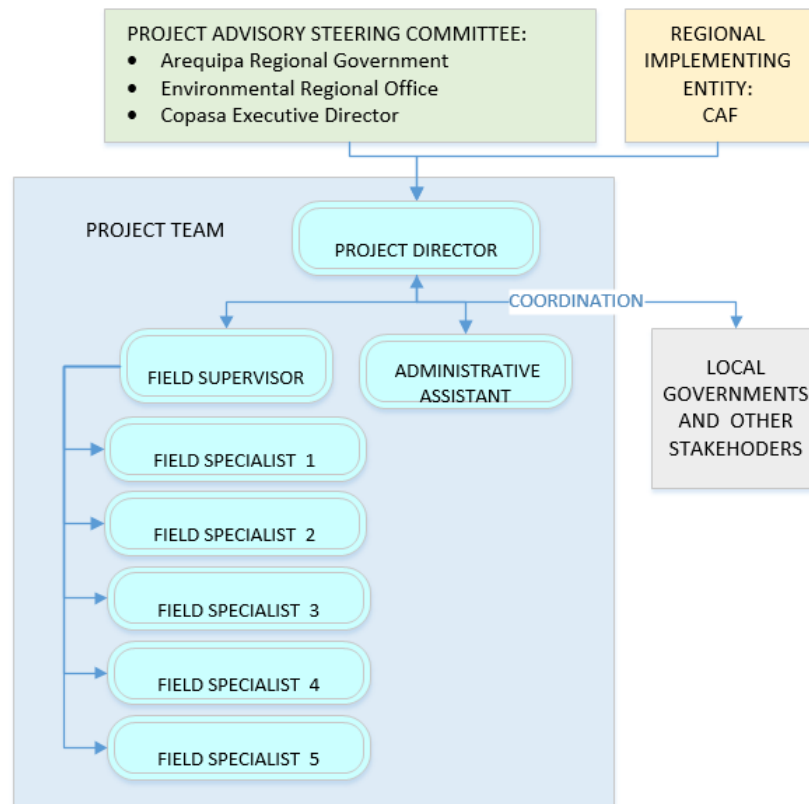 PROJECT ADVISORY STEERING COMMITTEE:
• Arequipa Regional Government
• Environmental Regional Office
• Copasa Executive Director
REGIONAL
IMPLEMENTING
ENTITY:
CAF
PROJECT TEAM
PROJECT DIRECTOR
COORDINATION
FIELD SUPERVISOR
ADMINISTRATIVE
ASSISTANT
LOCAL
GOVERNMENTS
AND OTHER
STAKEHODERS
FIELD SPECIALIST 1
FIELD SPECIALIST 2
FIELD SPECIALIST 3
FIELD SPECIALIST 4
FIELD SPECIALIST 5